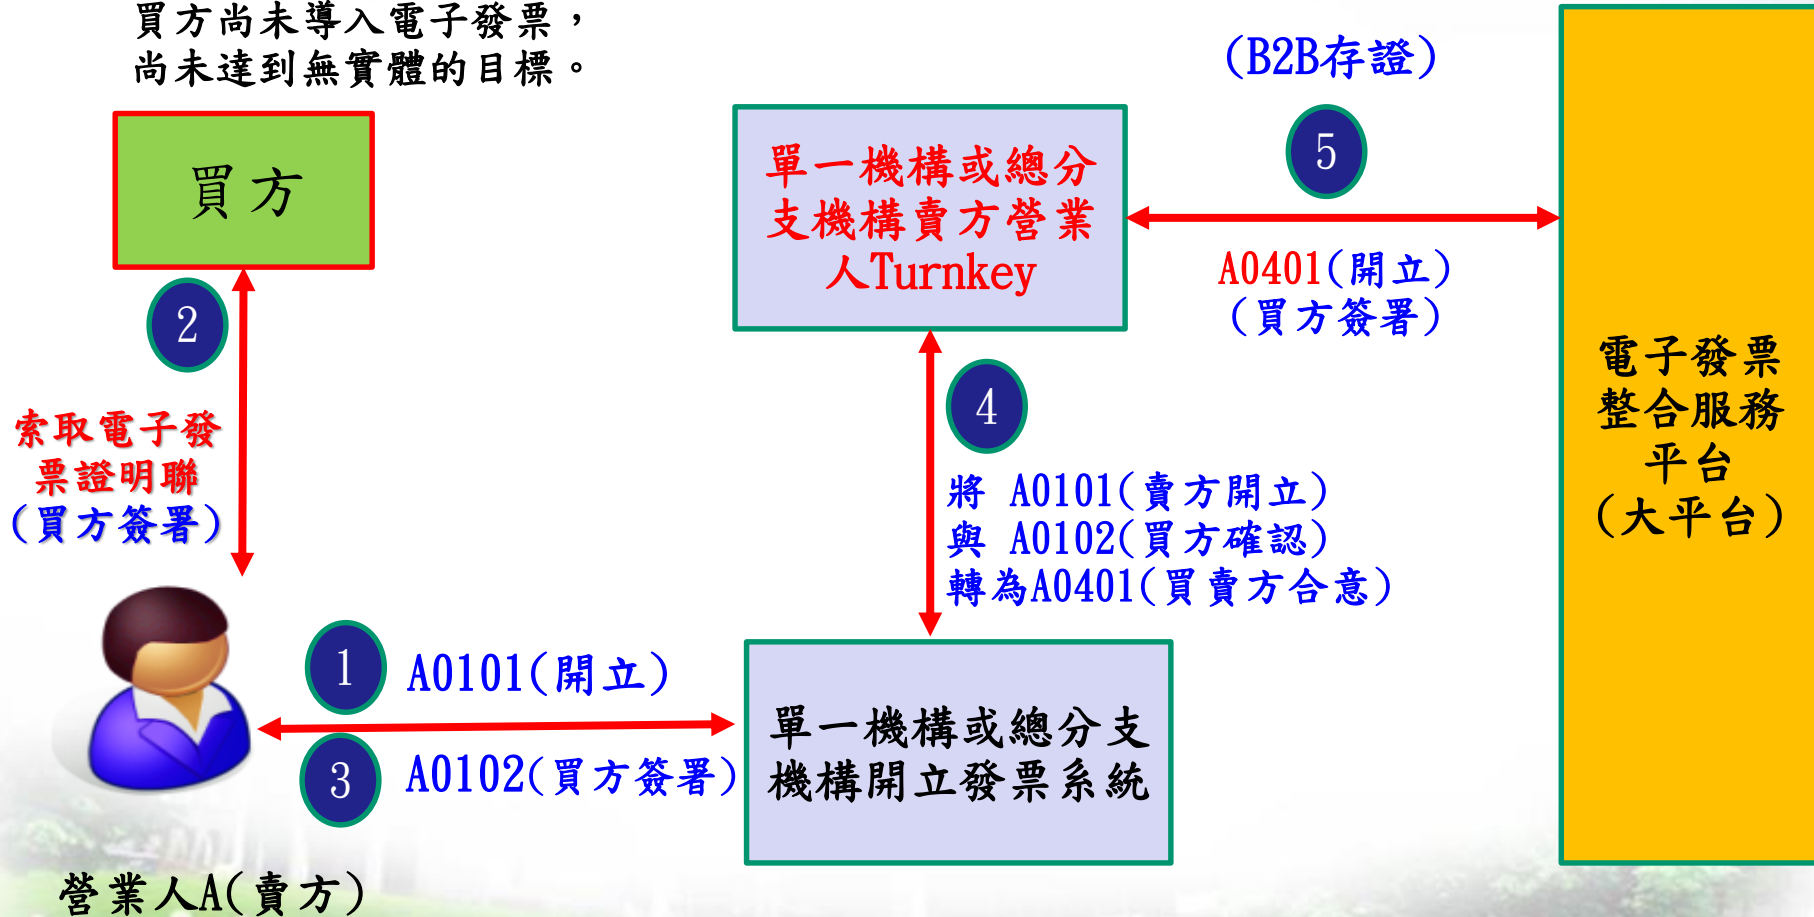 買方尚未導入電子發票，
尚未達到無實體的目標。
買方
2
索取電子發
票證明聯
(買方簽署)
營業人A(賣方)
1
A0101(開立)
3
A0102(買方簽署)
單一機構或總分支
機構開立發票系統
4
將 A0101(賣方開立)
與 A0102(買方確認)
轉為A0401(買賣方合意)
單一機構或總分
支機構賣方營業
人Turnkey
(B2B存證)
5
A0401(開立)
(買方簽署)
電子發票
整合服務
平台
(大平台)